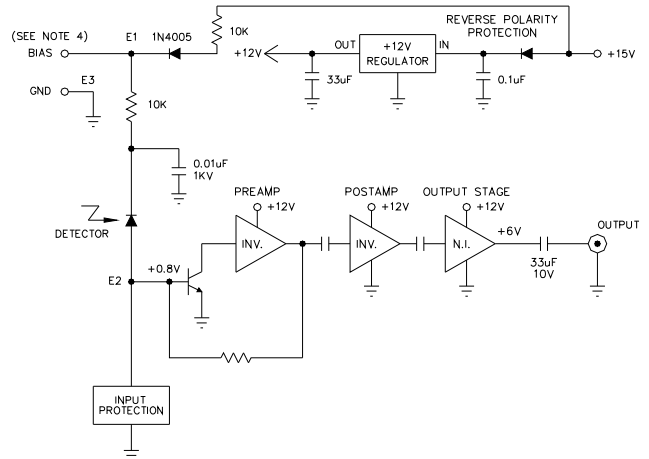 (SEE NOTE 4)
BIAS
E1
1N4005
10K
REVERSE POLARITY
PROTECTION
+12V
OUT
+12V
REGULATOR
IN
+15V
33uF
0.1uF
GND
E3
10K
0.01uF
1KV
DETECTOR
PREAMP
+12V
INV.
POSTAMP
+12V
INV.
OUTPUT STAGE
+12V
N.I.
+6V
OUTPUT
33uF
10V
+0.8V
E2
INPUT
PROTECTION